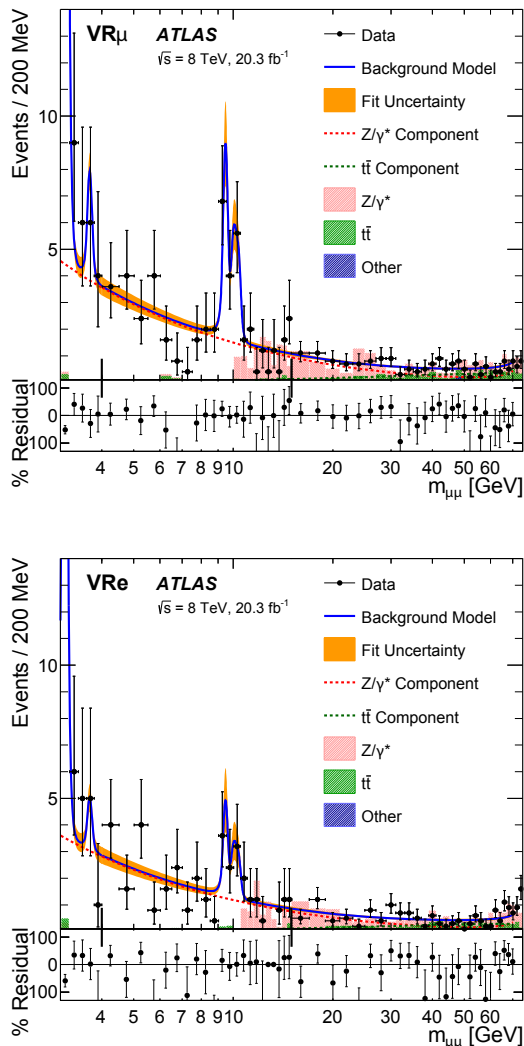 VRμ ATLAS
√s = 8 TeV, 20.3 fb⁻¹
Data
Background Model
Fit Uncertainty
Z/γ* Component
tt̄ Component
Z/γ*
tt̄
Other
Events / 200 MeV
10
5
% Residual
100
0
100
4 5 6 7 8 9 10 20 30 40 50 60
m_μμ [GeV]
VRe ATLAS
√s = 8 TeV, 20.3 fb⁻¹
Data
Background Model
Fit Uncertainty
Z/γ* Component
tt̄ Component
Z/γ*
tt̄
Other
Events / 200 MeV
10
5
% Residual
100
0
100
4 5 6 7 8 9 10 20 30 40 50 60
m_μμ [GeV]